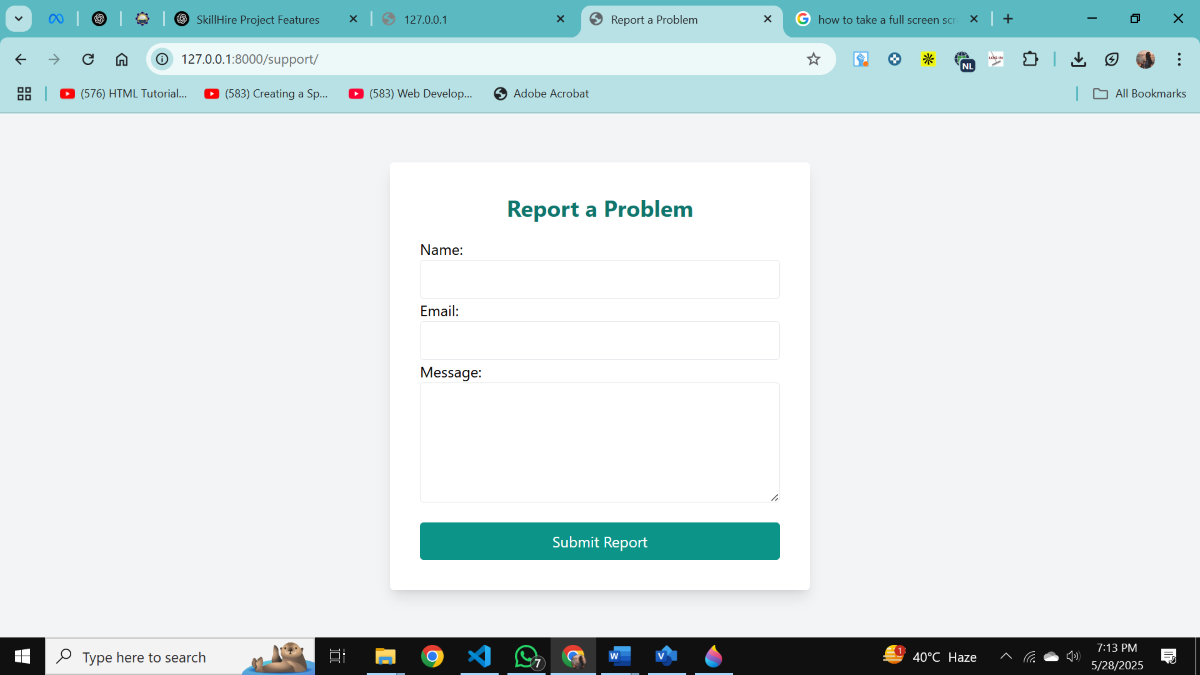 SkillHire Project Features
127.0.0.1
Report a Problem
how to take a full screen scr
127.0.0.1:8000/support/
NL
(576) HTML Tutorial...
(583) Creating a Sp...
(583) Web Develop...
Adobe Acrobat
All Bookmarks
Report a Problem
Name:
Email:
Message:
Submit Report
Type here to search
7
1
40°C Haze
7:13 PM
5/28/2025